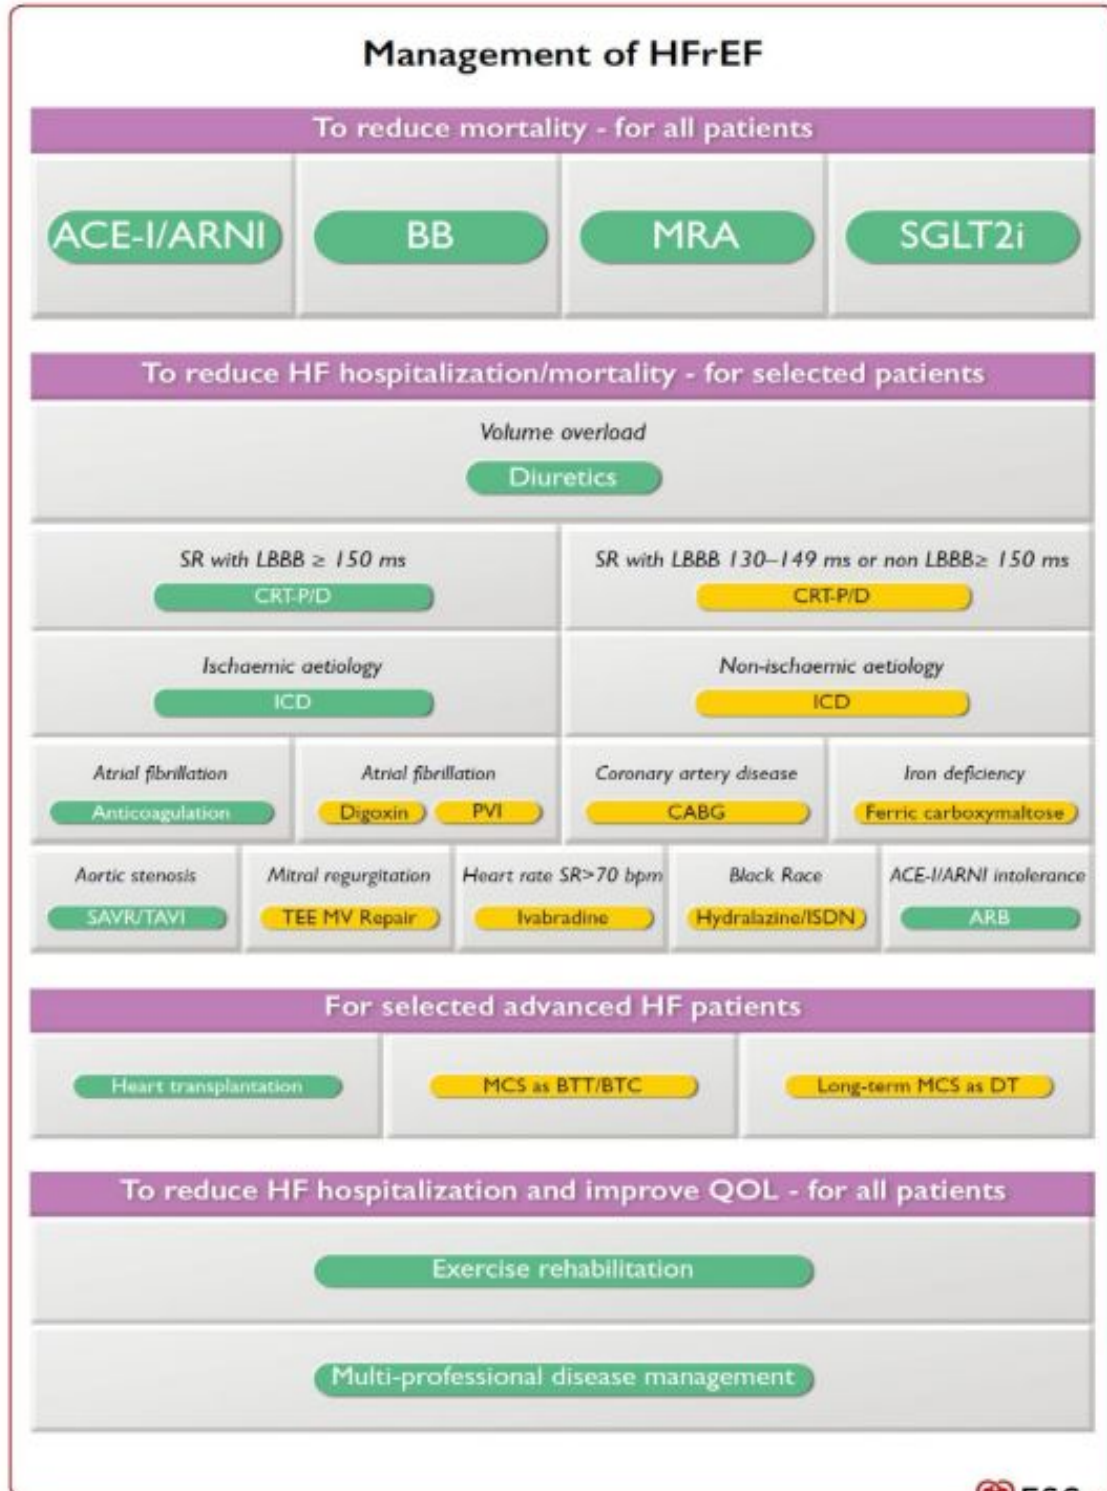 Management of HFrEF
To reduce mortality - for all patients
ACE-I/ARNI
BB
MRA
SGLT2i
To reduce HF hospitalization/mortality - for selected patients
Volume overload
Diuretics
SR with LBBB ≥ 150 ms
CRT-P/D
SR with LBBB 130–149 ms or non LBBB≥ 150 ms
CRT-P/D
Ischaemic aetiology
ICD
Non-ischaemic aetiology
ICD
Atrial fibrillation
Anticoagulation
Atrial fibrillation
Digoxin
PVI
Coronary artery disease
CABG
Iron deficiency
Ferric carboxymaltose
Aortic stenosis
SAVR/TAVI
Mitral regurgitation
TEE MV Repair
Heart rate SR>70 bpm
Ivabradine
Black Race
Hydralazine/ISDN
ACE-I/ARNI intolerance
ARB
For selected advanced HF patients
Heart transplantation
MCS as BTT/BTC
Long-term MCS as DT
To reduce HF hospitalization and improve QOL - for all patients
Exercise rehabilitation
Multi-professional disease management